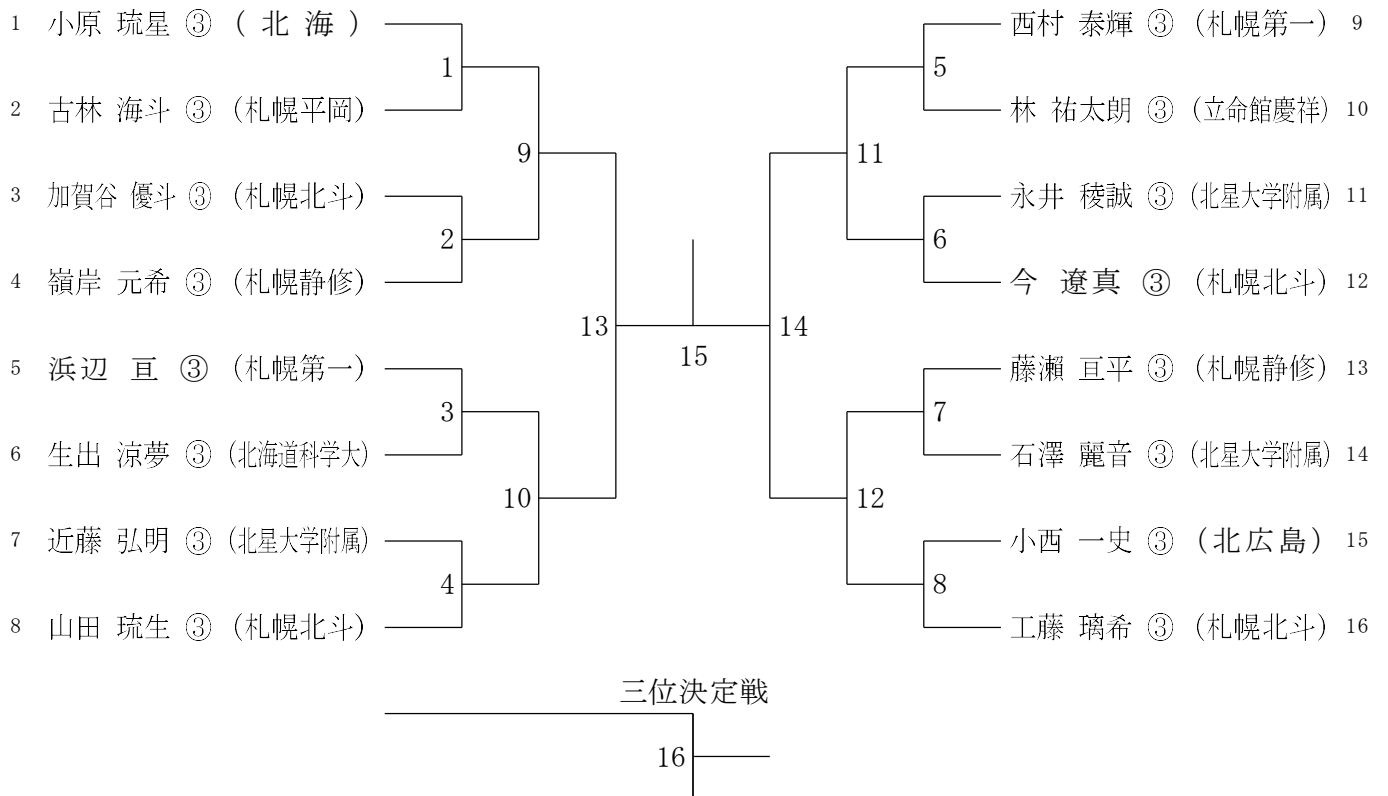 1 小原 琉星 ③ (北海)
2 古林 海斗 ③ (札幌平岡)
3 加賀谷 優斗 ③ (札幌北斗)
4 嶺岸 元希 ③ (札幌静修)
5 浜辺 亘 ③ (札幌第一)
6 生出 涼夢 ③ (北海道科学大)
7 近藤 弘明 ③ (北星大学附属)
8 山田 琉生 ③ (札幌北斗)
1
2
3
4
9
10
13
15
14
11
12
5
6
7
8
西村 泰輝 ③ (札幌第一) 9
林 祐太朗 ③ (立命館慶祥) 10
永井 稜誠 ③ (北星大学附属) 11
今 遼真 ③ (札幌北斗) 12
藤瀬 亘平 ③ (札幌静修) 13
石澤 麗音 ③ (北星大学附属) 14
小西 一史 ③ (北広島) 15
工藤 璃希 ③ (札幌北斗) 16
三位決定戦
16